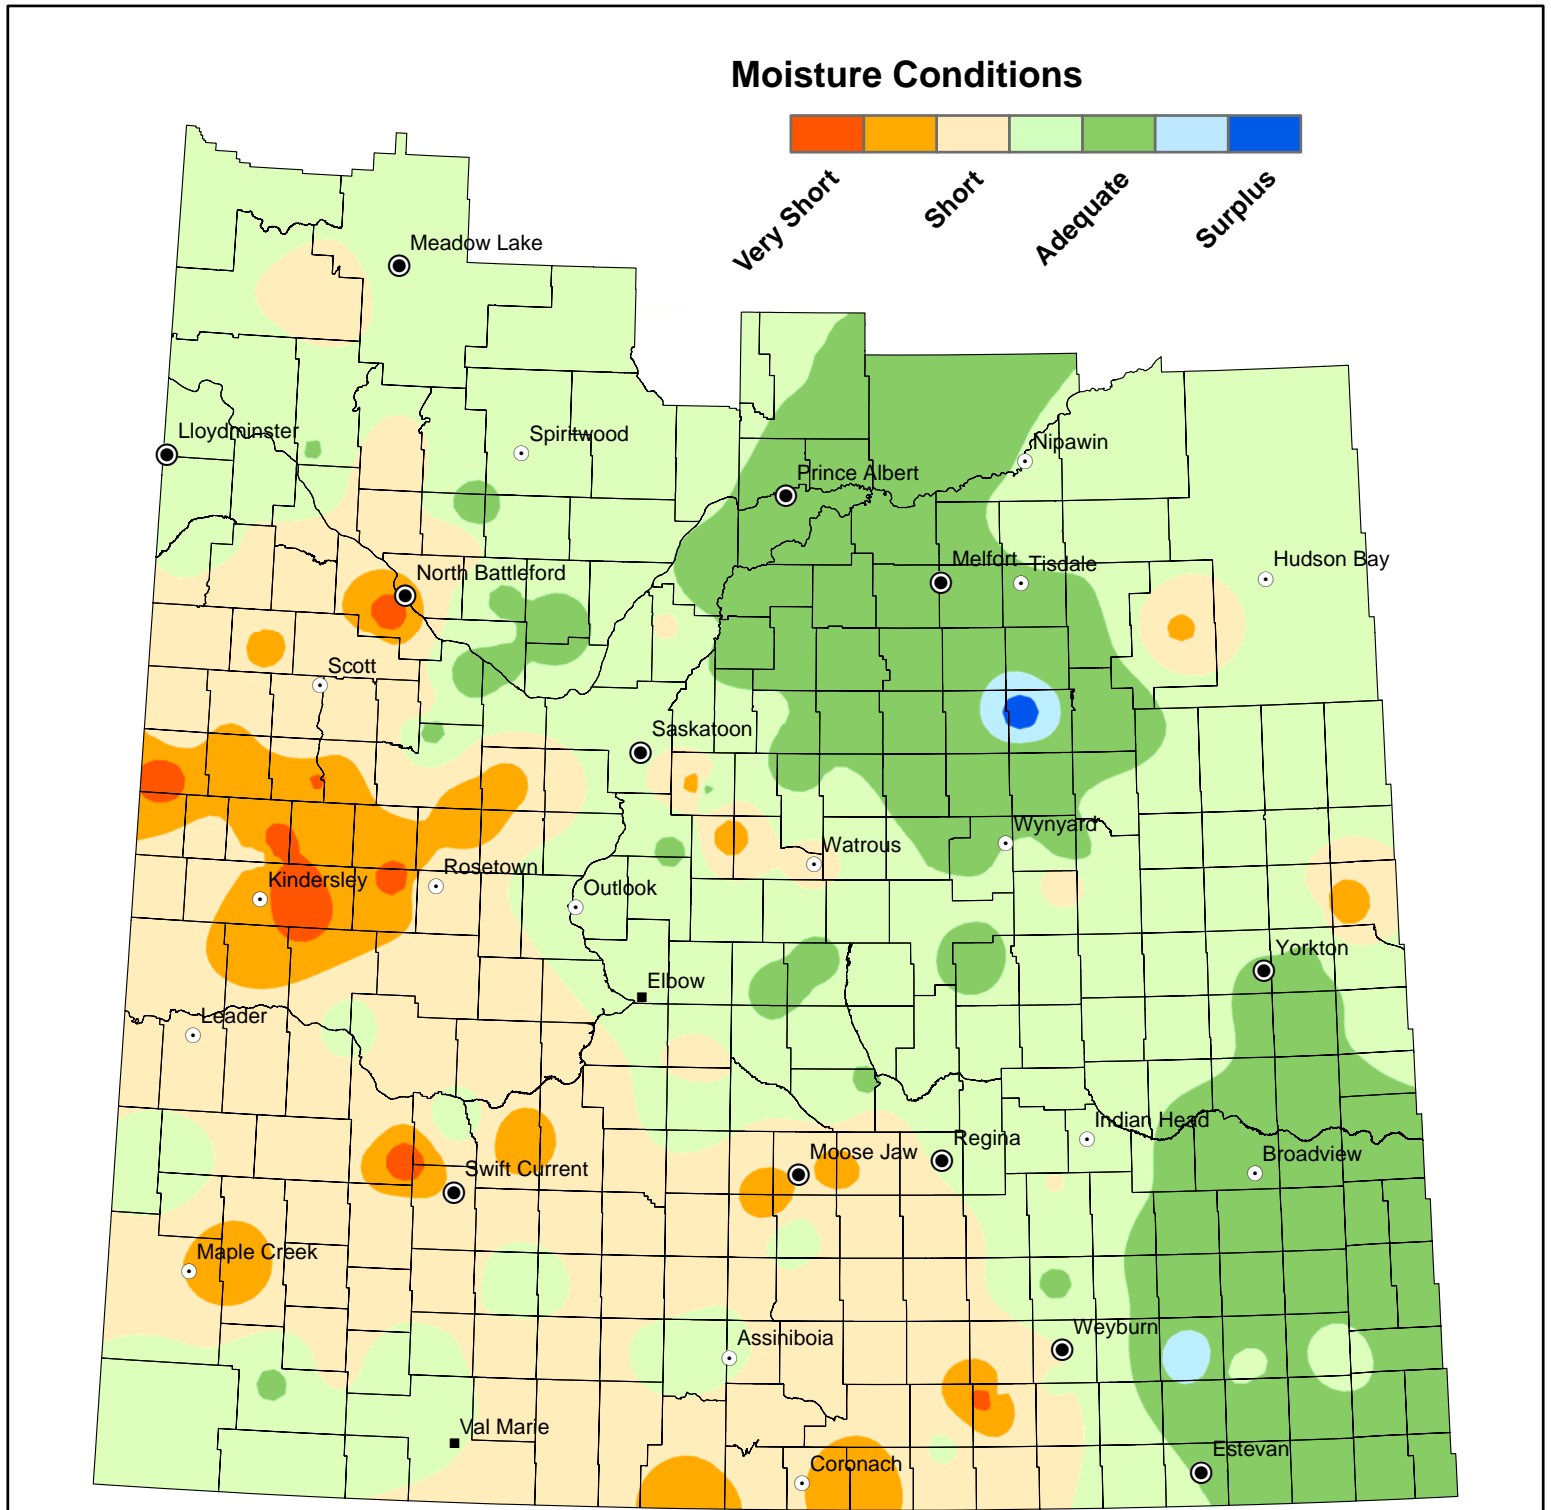 Moisture Conditions
Very Short
Short
Adequate
Surplus
Meadow Lake
Lloydminster
Spiritwood
Nipawin
Prince Albert
North Battleford
Melfort
Tisdale
Hudson Bay
Scott
Saskatoon
Wynyard
Watrous
Rosetown
Kindersley
Outlook
Yorkton
Elbow
Leader
Indian Head
Regina
Moose Jaw
Broadview
Swift Current
Maple Creek
Weyburn
Assiniboia
Val Marie
Estevan
Coronach